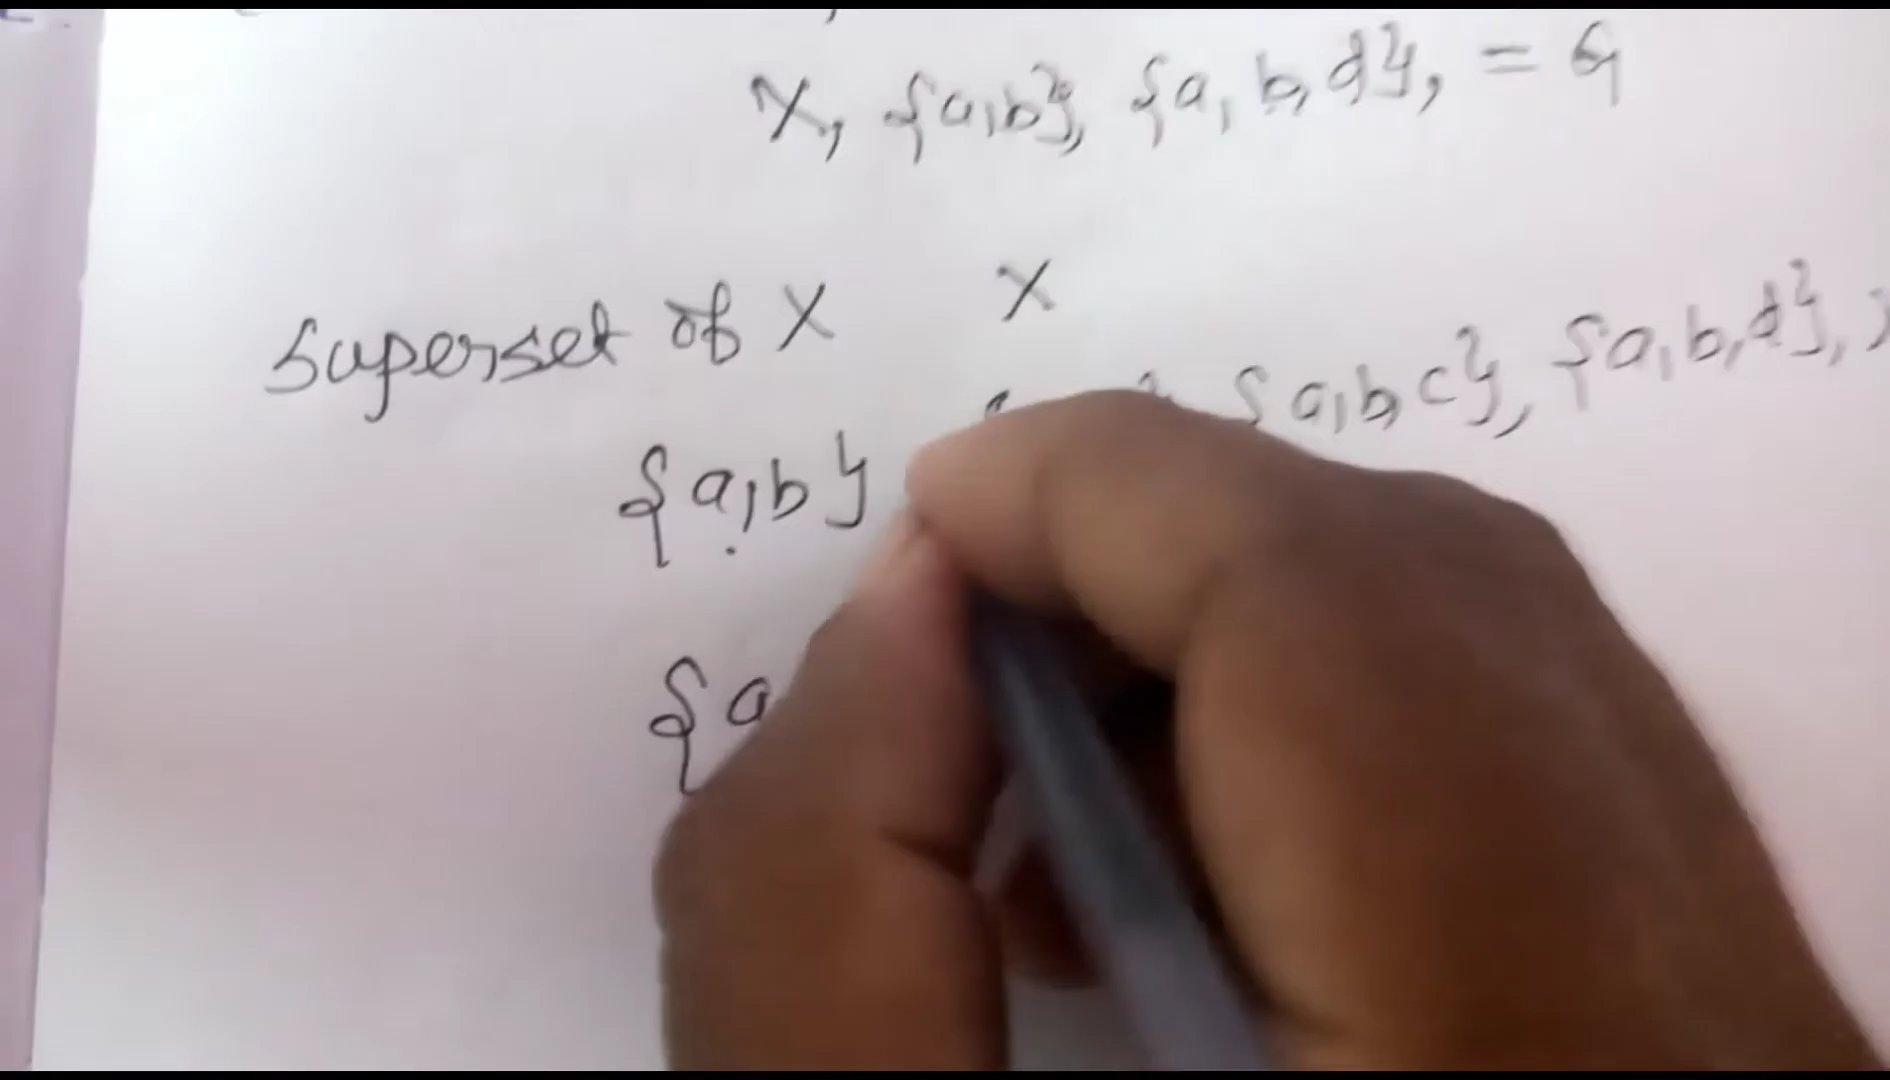 X, {a,b}, {a, b, d}, = G
Superset of X X
{a,b} {a,b,c}, {a,b,d},
{a